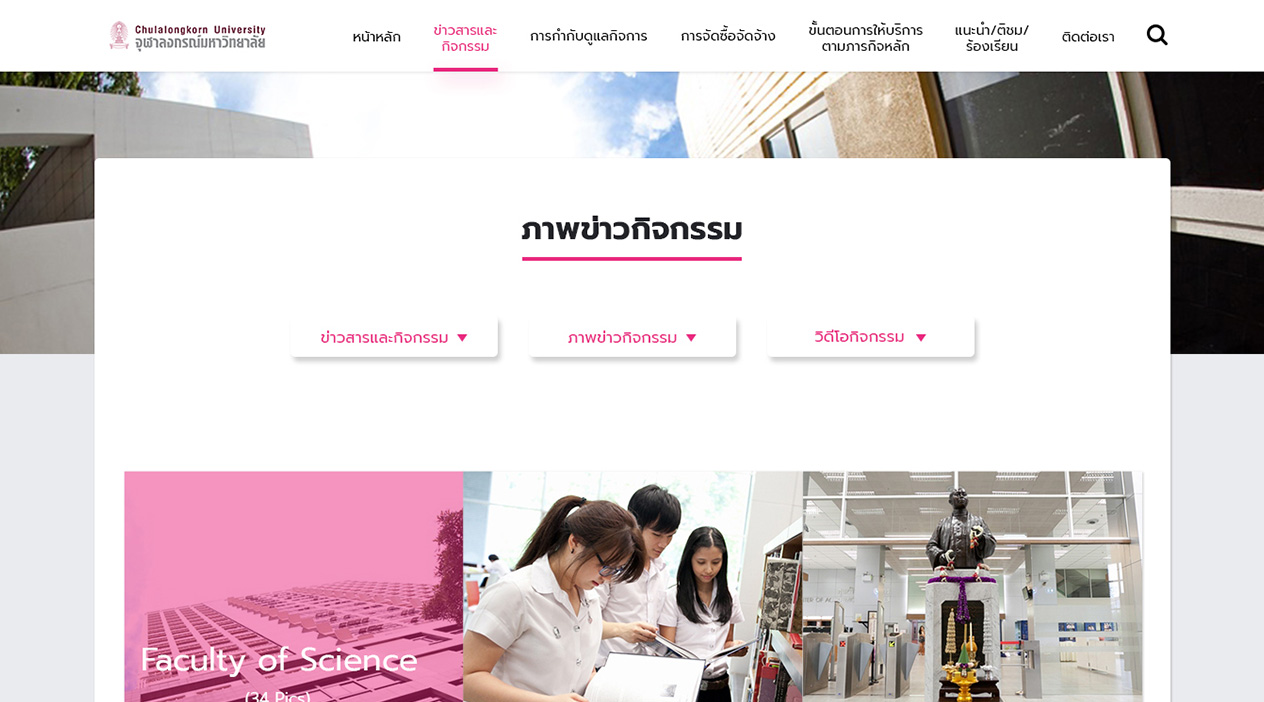 Chulalongkorn University
จุฬาลงกรณ์มหาวิทยาลัย
หน้าหลัก
ข่าวสารและ
กิจกรรม
การกำกับดูแลกิจการ
การจัดซื้อจัดจ้าง
ขั้นตอนการให้บริการ
ตามภารกิจหลัก
แนะนำ/ติชม/
ร้องเรียน
ติดต่อเรา
ภาพข่าวกิจกรรม
ข่าวสารและกิจกรรม
ภาพข่าวกิจกรรม
วิดีโอกิจกรรม
Faculty of Science
(34 Pics)